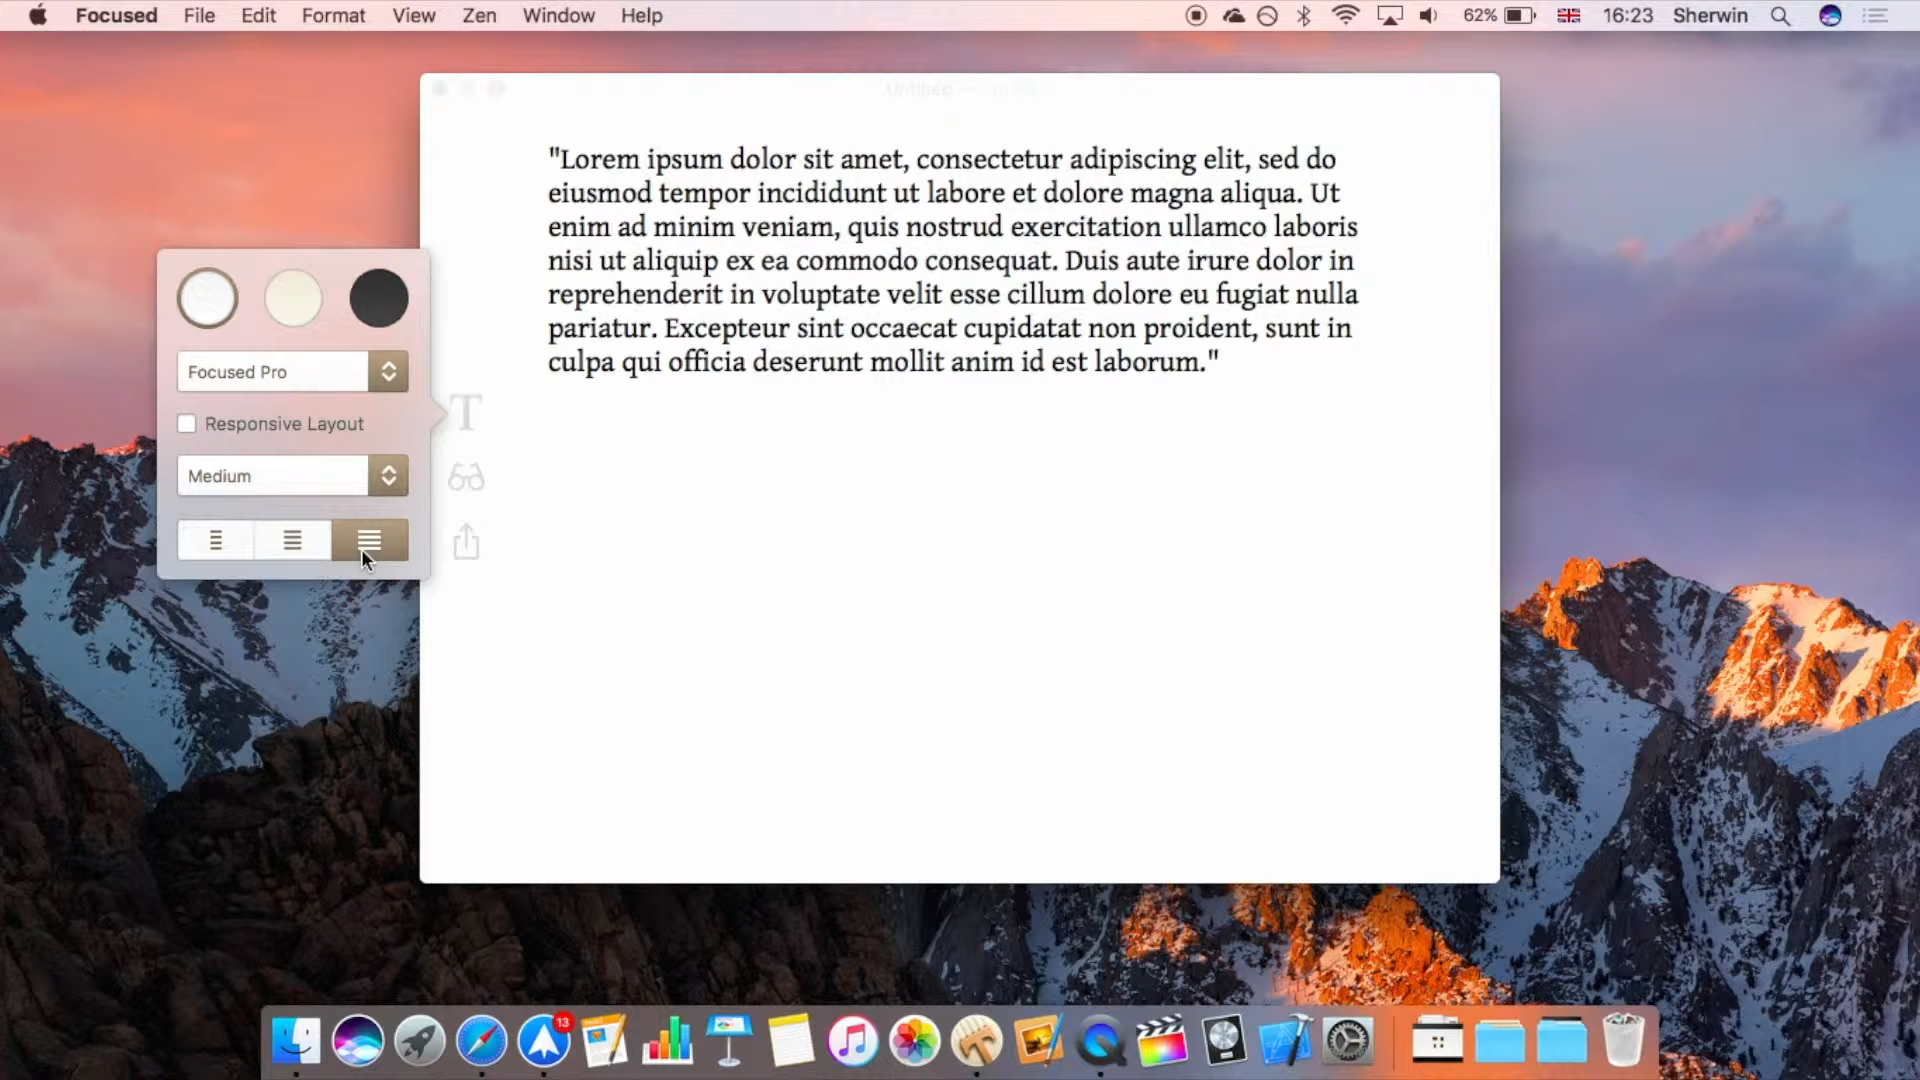 Focused File Edit Format View Zen Window Help 62% 16:23 Sherwin
Untitled
"Lorem ipsum dolor sit amet, consectetur adipiscing elit, sed do
eiusmod tempor incididunt ut labore et dolore magna aliqua. Ut
enim ad minim veniam, quis nostrud exercitation ullamco laboris
nisi ut aliquip ex ea commodo consequat. Duis aute irure dolor in
reprehenderit in voluptate velit esse cillum dolore eu fugiat nulla
pariatur. Excepteur sint occaecat cupidatat non proident, sunt in
culpa qui officia deserunt mollit anim id est laborum."
Focused Pro
Responsive Layout
Medium
T
13